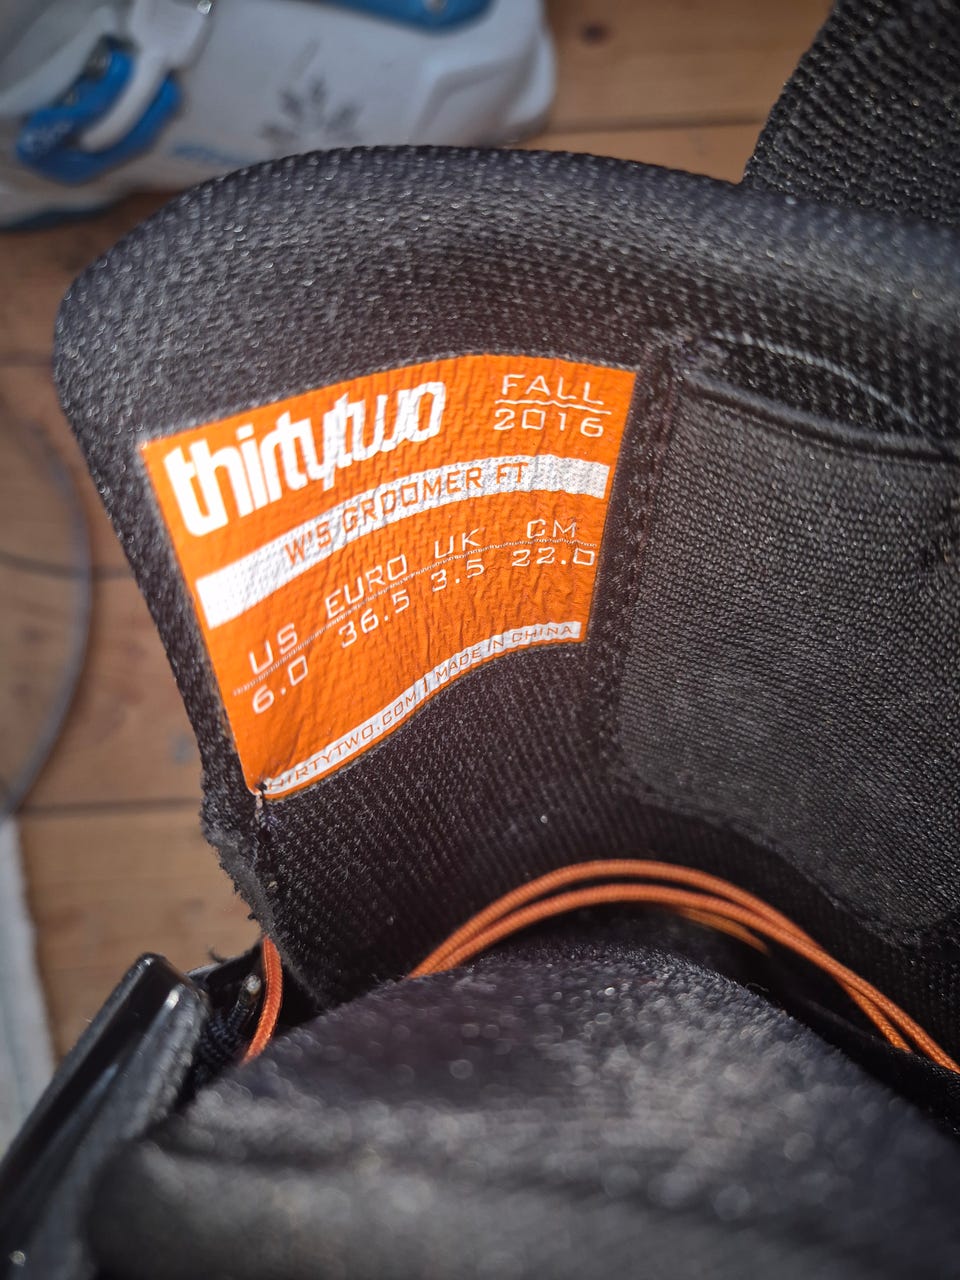 thirtytwo
FALL
2016
W'S GROOMER FT
US EURO UK CM
6.0 36.5 3.5 22.0
THIRTYTWO.COM | MADE IN CHINA